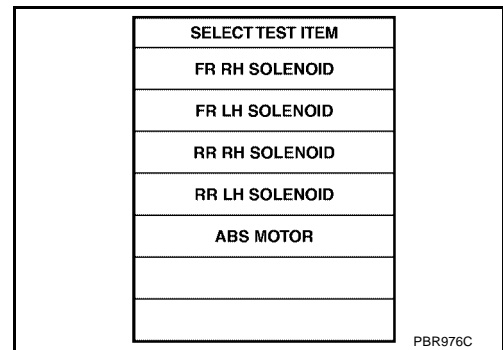 SELECT TEST ITEM
FR RH SOLENOID
FR LH SOLENOID
RR RH SOLENOID
RR LH SOLENOID
ABS MOTOR
PBR976C